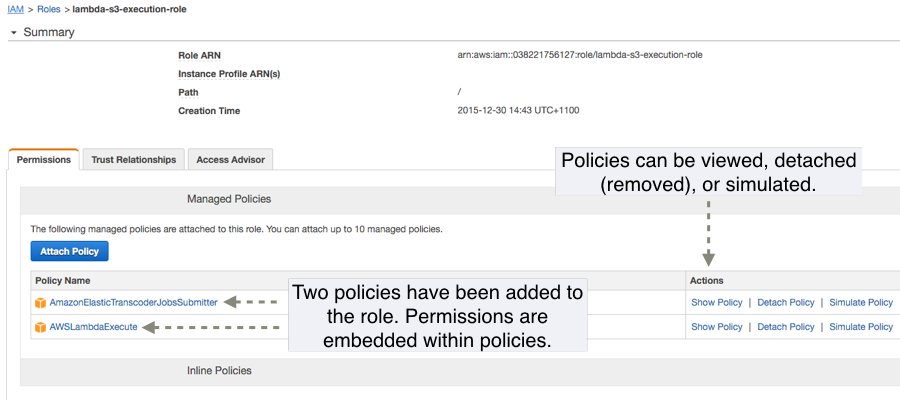 IAM > Roles > lambda-s3-execution-role
Summary
Role ARN arn:aws:iam::038221756127:role/lambda-s3-execution-role
Instance Profile ARN(s)
Path /
Creation Time 2015-12-30 14:43 UTC+1100
Permissions Trust Relationships Access Advisor
Policies can be viewed, detached
(removed), or simulated.
Managed Policies
The following managed policies are attached to this role. You can attach up to 10 managed policies.
Attach Policy
Policy Name Actions
AmazonElasticTranscoderJobsSubmitter Show Policy | Detach Policy | Simulate Policy
AWSLambdaExecute Show Policy | Detach Policy | Simulate Policy
Two policies have been added to
the role. Permissions are
embedded within policies.
Inline Policies